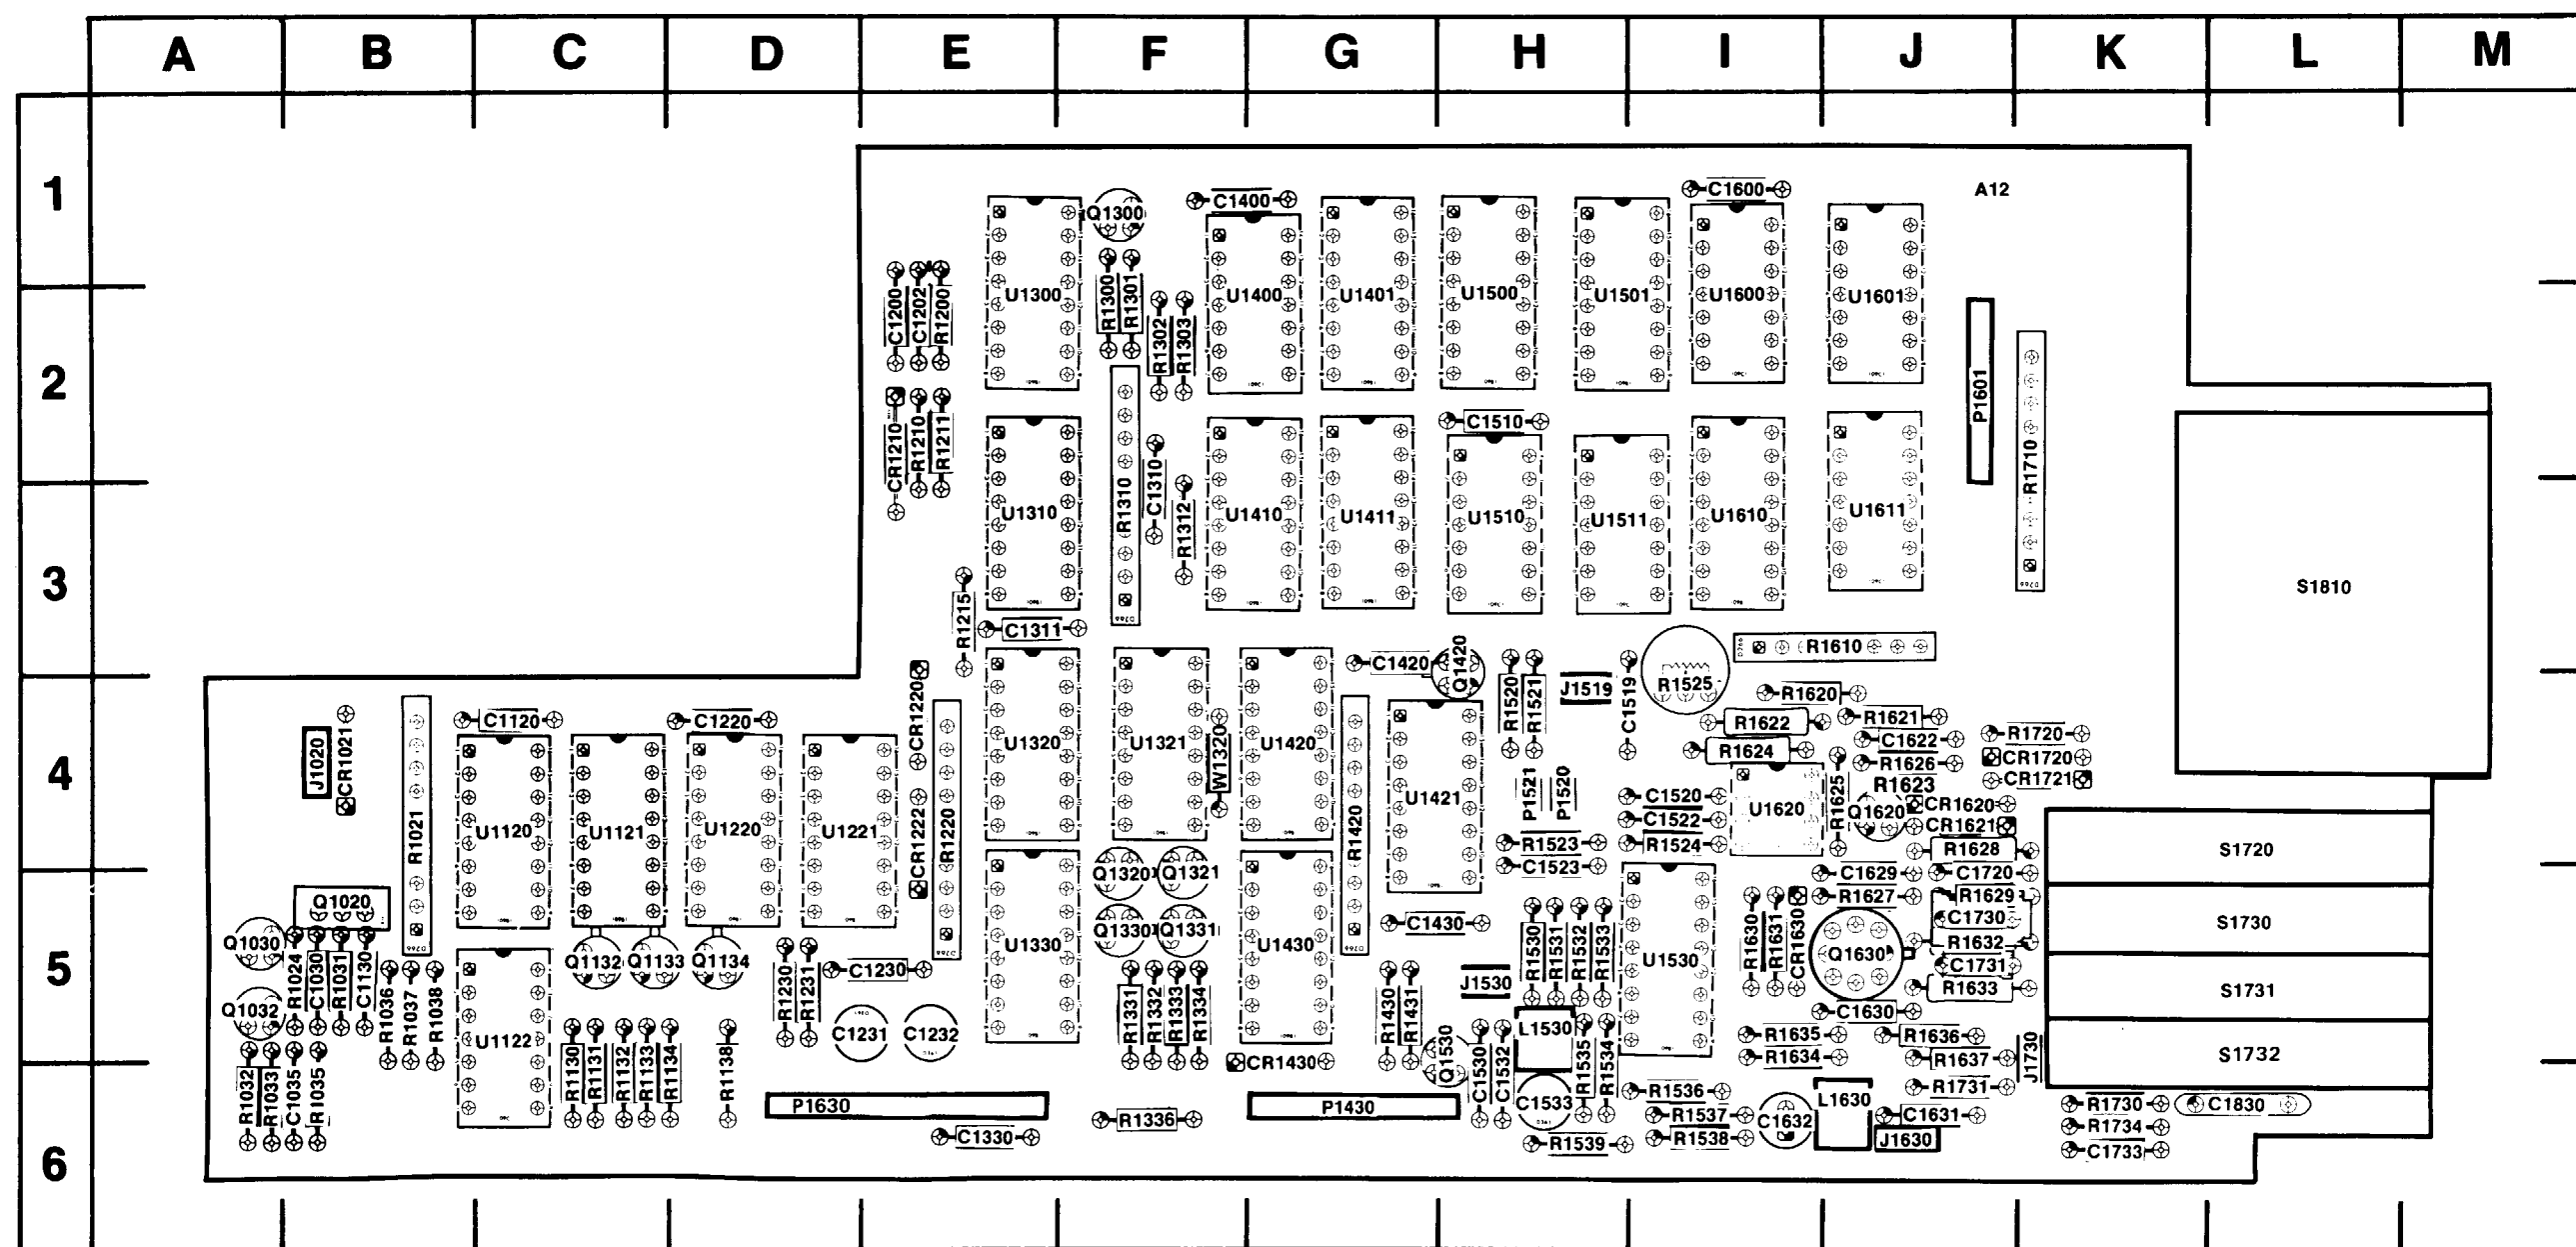 A B C D E F G H I J K L M
1
C1400 C1600 A12
Q1300
U1300 U1400 U1401 U1500 U1501 U1600 U1601
C1200 C1202 R1200 R1300 R1301 R1302 R1303
2
P1601
CR1210 R1210 R1211 C1510
R1310 C1310 R1312 R1710
U1310 U1410 U1411 U1510 U1511 U1610 U1611
3
S1810
R1215 C1311
R1610
C1420 Q1420 R1520 R1521 J1519 C1519 R1525
R1620
CR1220
C1120 C1220 R1622 R1621
J1020 CR1021 R1720
U1320 U1321 W1320 U1420 R1624 C1622
CR1720
R1626
4
CR1721
R1623
U1421 P1521 P1520 C1520 U1620 R1625 CR1620
Q1620
R1021 U1120 U1121 U1220 U1221 CR1222 R1220 R1420 C1522 CR1621
R1523 R1524 R1628 S1720
Q1320 Q1321 C1523 C1629 C1720
R1627 R1629
Q1020
C1430 C1730 S1730
Q1330 Q1331
Q1030 R1632
U1330 U1430
R1024 C1030 R1031 C1130 R1530 R1531 R1532 R1533 R1630 R1631 CR1630
Q1132 Q1133 Q1134 C1230 U1530 Q1630 C1731
5
R1230 R1231 J1530 R1633 S1731
R1036 R1037 R1038 R1331 R1332 R1333 R1334 R1430 R1431
Q1032 C1630
C1231 C1232 L1530
U1122 R1635 R1636
Q1530 S1732
R1130 R1131 R1132 R1133 R1134 R1138 CR1430 C1530 C1532 R1535 R1534 R1634 R1637 J1730
R1032 R1033 C1035 R1035 R1536 R1731
P1630 P1430 C1533 L1630 R1730 C1830
R1336 R1537 C1632 C1631
R1734
C1330 R1539 R1538 J1630
C1733
6